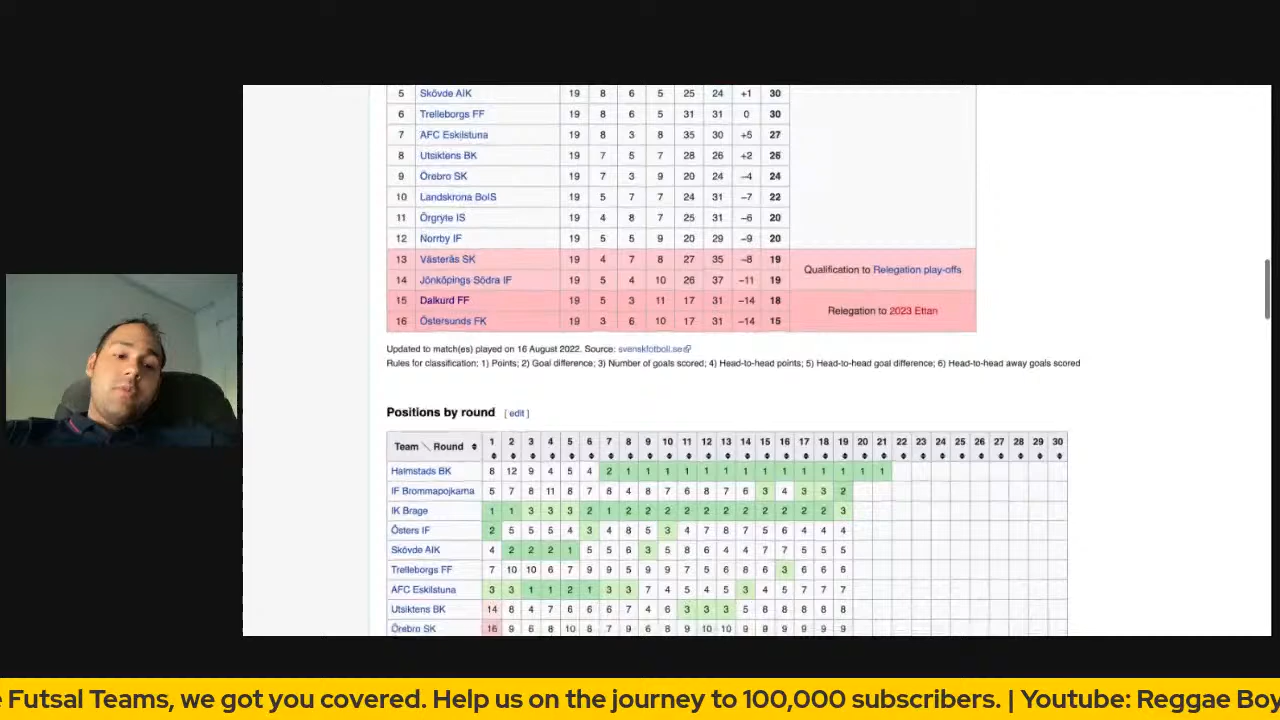 5 Skövde AIK 19 8 6 5 25 24 +1 30
6 Trelleborgs FF 19 8 6 5 31 31 0 30
7 AFC Eskilstuna 19 8 3 8 35 30 +5 27
8 Utsiktens BK 19 7 5 7 28 26 +2 26
9 Örebro SK 19 7 3 9 20 24 −4 24
10 Landskrona BoIS 19 5 7 7 24 31 −7 22
11 Örgryte IS 19 4 8 7 25 31 −6 20
12 Norrby IF 19 5 5 9 20 29 −9 20
13 Västerås SK 19 4 7 8 27 35 −8 19
Qualification to Relegation play-offs
14 Jönköpings Södra IF 19 5 4 10 26 37 −11 19
15 Dalkurd FF 19 5 3 11 17 31 −14 18
Relegation to 2023 Ettan
16 Östersunds FK 19 3 6 10 17 31 −14 15
Updated to match(es) played on 16 August 2022. Source: svenskfotboll.se
Rules for classification: 1) Points; 2) Goal difference; 3) Number of goals scored; 4) Head-to-head points; 5) Head-to-head goal difference; 6) Head-to-head away goals scored
Positions by round [ edit ]
Team \ Round 1 2 3 4 5 6 7 8 9 10 11 12 13 14 15 16 17 18 19 20 21 22 23 24 25 26 27 28 29 30
Halmstads BK 8 12 9 4 5 4 2 1 1 1 1 1 1 1 1 1 1 1 1 1 1
IF Brommapojkarna 5 7 8 11 8 7 8 4 8 7 6 8 7 6 3 4 3 3 2
IK Brage 1 1 3 3 3 2 1 2 2 2 2 2 2 2 2 2 2 2 3
Östers IF 2 5 5 5 4 3 4 8 5 3 4 7 8 7 5 6 4 4 4
Skövde AIK 4 2 2 2 1 5 5 6 3 5 8 6 4 4 7 7 5 5 5
Trelleborgs FF 7 10 10 6 7 9 9 5 9 9 7 5 6 8 6 3 6 6 6
AFC Eskilstuna 3 3 1 1 2 1 3 3 7 4 5 4 5 3 4 5 7 7 7
Utsiktens BK 14 8 4 7 6 6 6 7 4 6 3 3 3 5 8 8 8 8 8
Örebro SK 16 9 6 8 10 8 7 9 6 8 9 10 10 9 9 9 9 9 9
e Futsal Teams, we got you covered. Help us on the journey to 100,000 subscribers. | Youtube: Reggae Boy